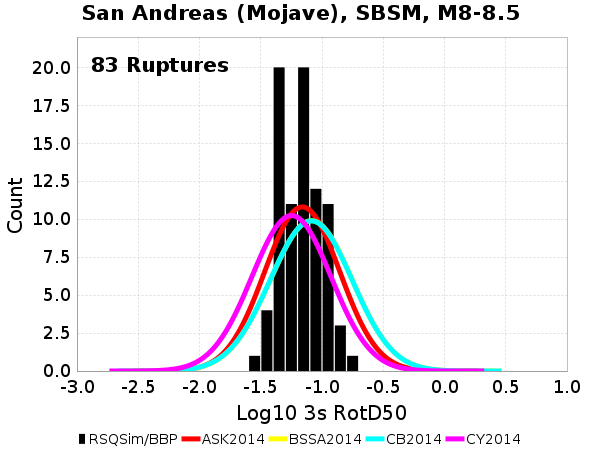 San Andreas (Mojave), SBSM, M8-8.5
83 Ruptures
Count
20.0
17.5
15.0
12.5
10.0
7.5
5.0
2.5
0.0
-3.0 -2.5 -2.0 -1.5 -1.0 -0.5 0.0 0.5 1.0
Log10 3s RotD50
RSQSim/BBP ASK2014 BSSA2014 CB2014 CY2014